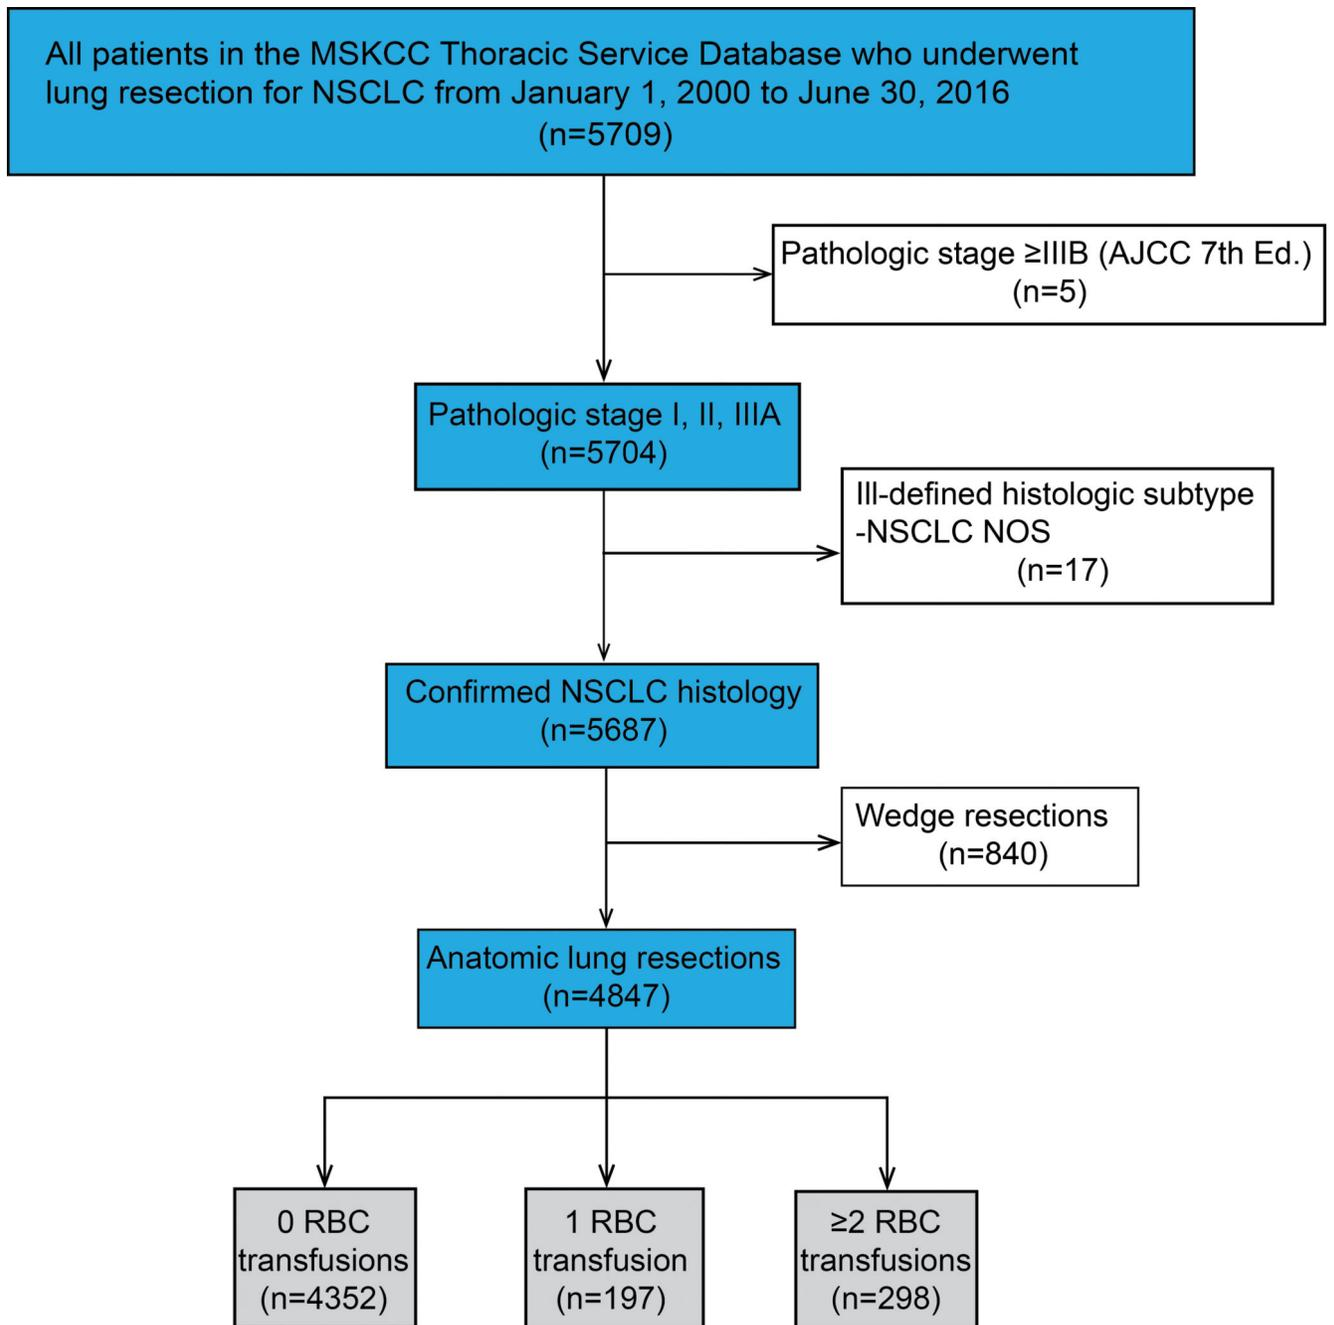 All patients in the MSKCC Thoracic Service Database who underwent
lung resection for NSCLC from January 1, 2000 to June 30, 2016
(n=5709)
Pathologic stage ≥IIIB (AJCC 7th Ed.)
(n=5)
Pathologic stage I, II, IIIA
(n=5704)
Ill-defined histologic subtype
-NSCLC NOS
(n=17)
Confirmed NSCLC histology
(n=5687)
Wedge resections
(n=840)
Anatomic lung resections
(n=4847)
0 RBC
transfusions
(n=4352)
1 RBC
transfusion
(n=197)
≥2 RBC
transfusions
(n=298)